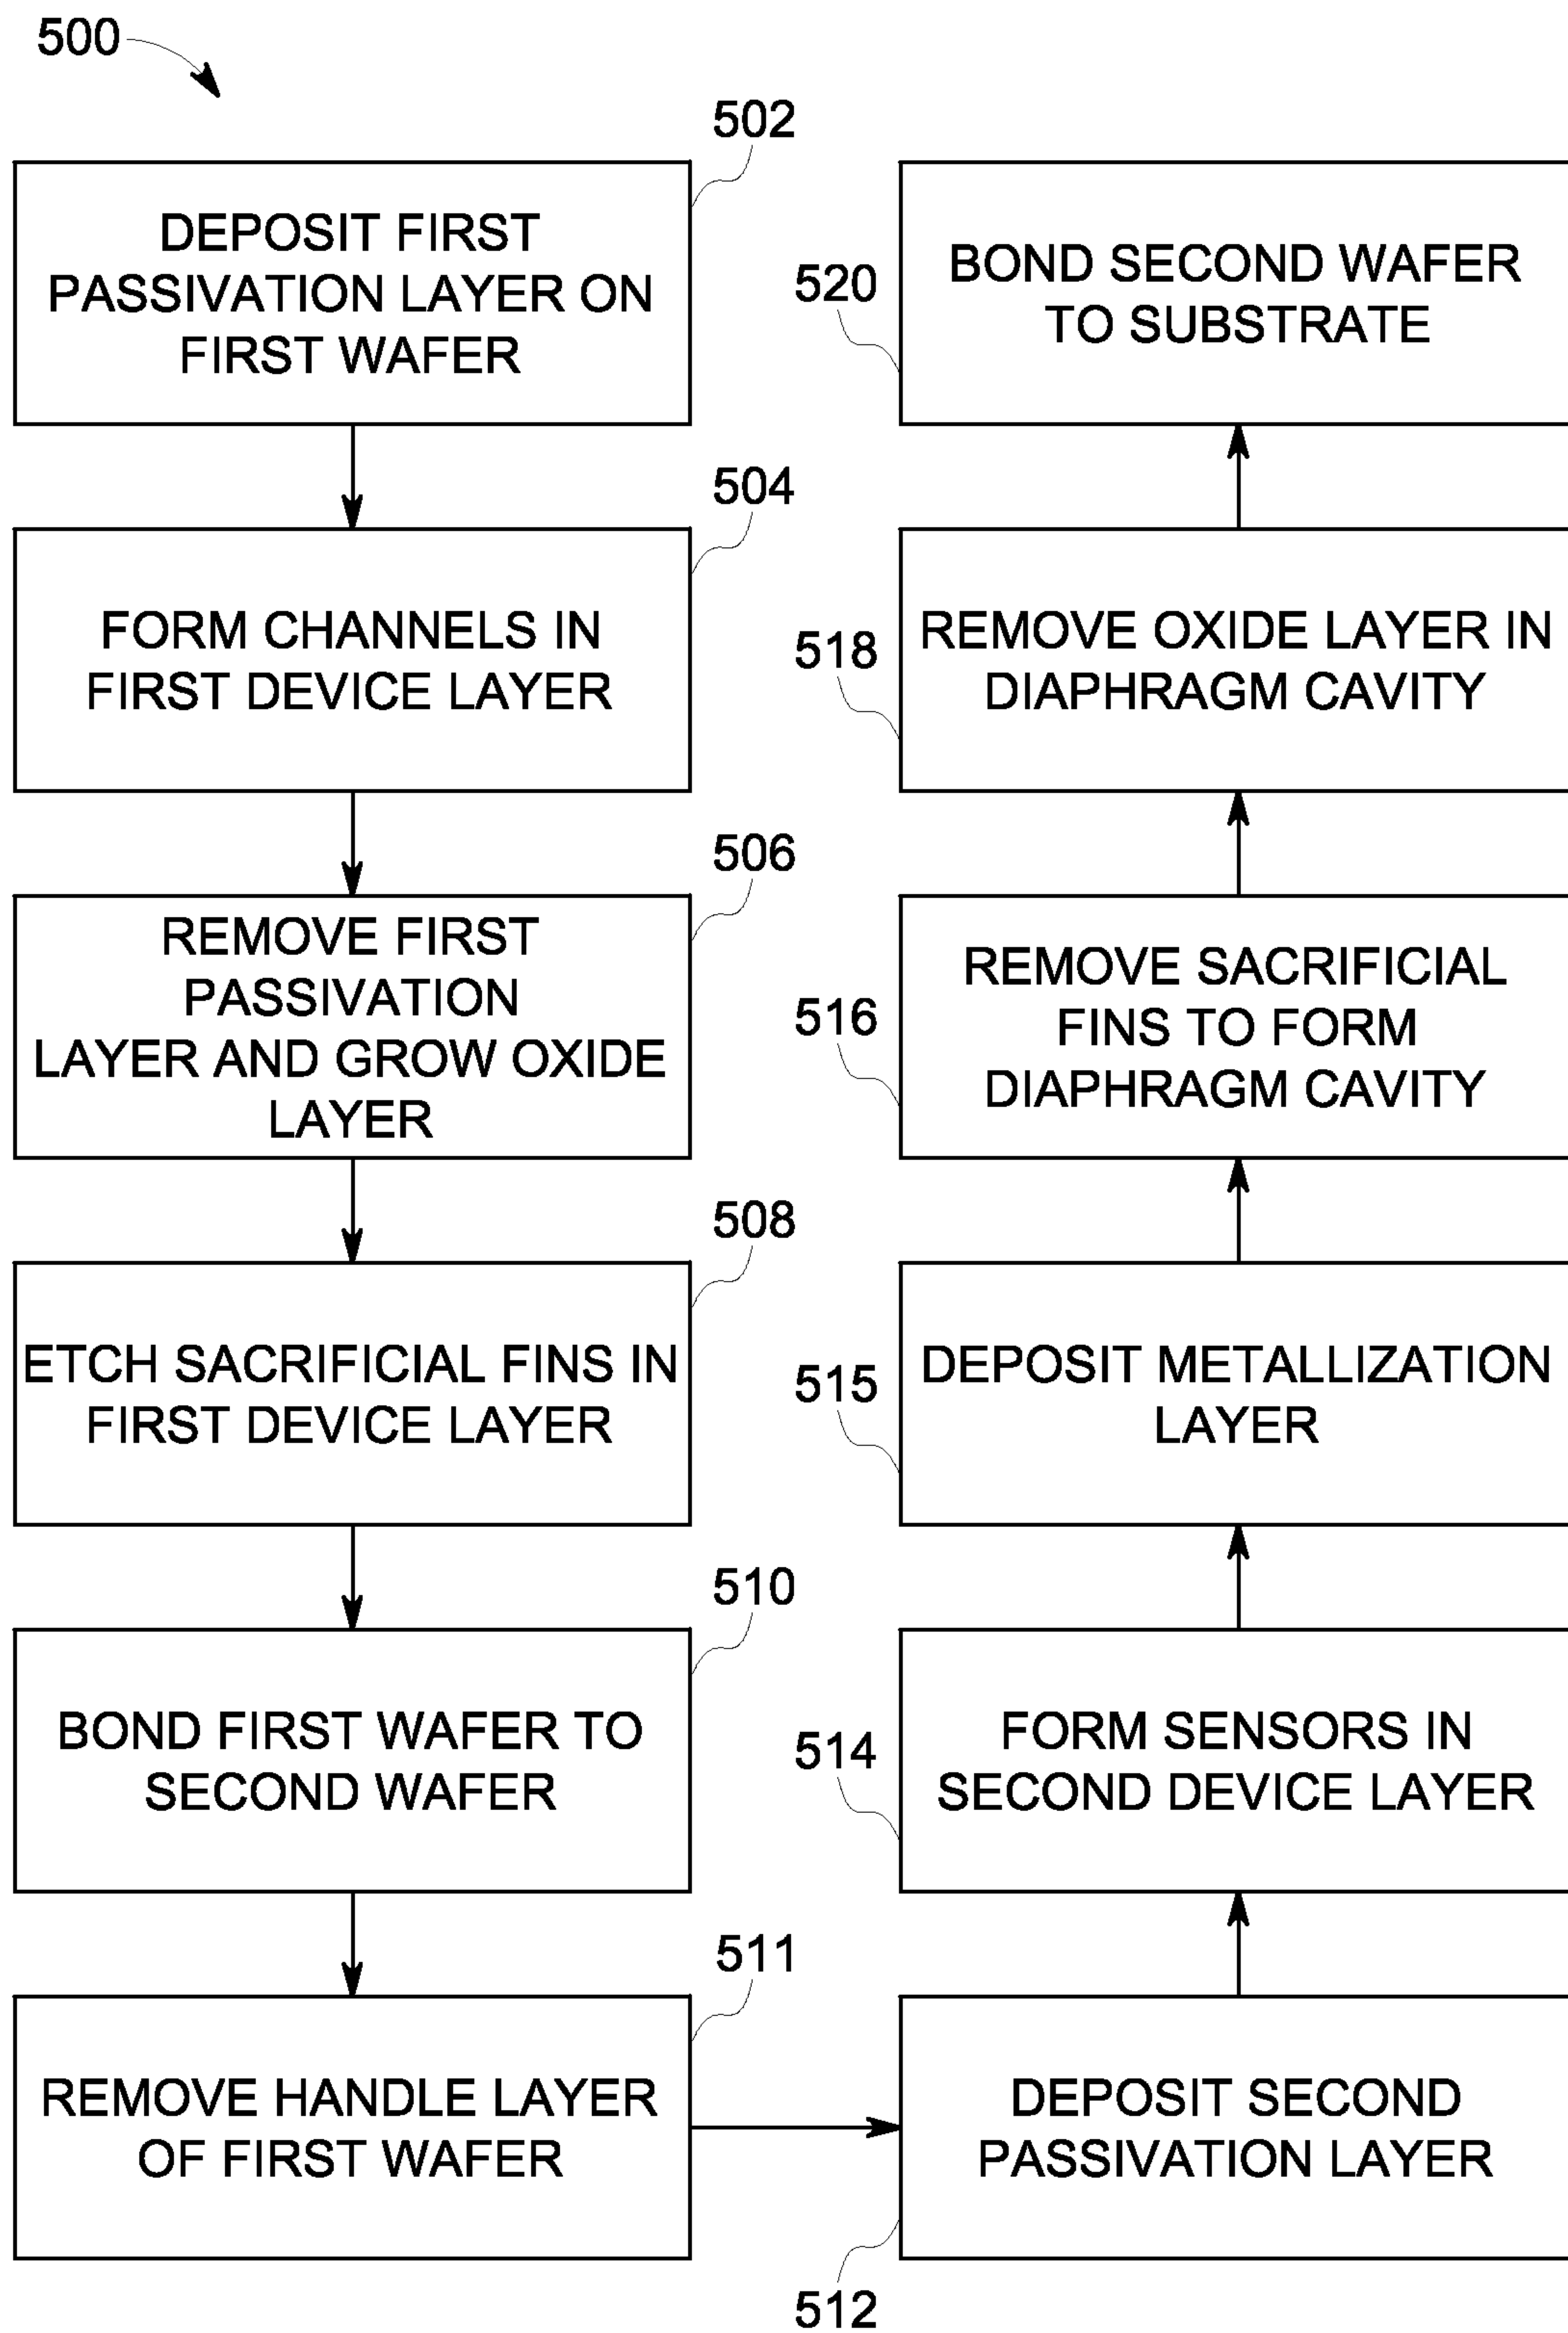 500
502
DEPOSIT FIRST
PASSIVATION LAYER ON
FIRST WAFER
504
FORM CHANNELS IN
FIRST DEVICE LAYER
506
REMOVE FIRST
PASSIVATION
LAYER AND GROW OXIDE
LAYER
508
ETCH SACRIFICIAL FINS IN
FIRST DEVICE LAYER
510
BOND FIRST WAFER TO
SECOND WAFER
511
REMOVE HANDLE LAYER
OF FIRST WAFER
512
DEPOSIT SECOND
PASSIVATION LAYER
514
FORM SENSORS IN
SECOND DEVICE LAYER
515
DEPOSIT METALLIZATION
LAYER
516
REMOVE SACRIFICIAL
FINS TO FORM
DIAPHRAGM CAVITY
518
REMOVE OXIDE LAYER IN
DIAPHRAGM CAVITY
520
BOND SECOND WAFER
TO SUBSTRATE